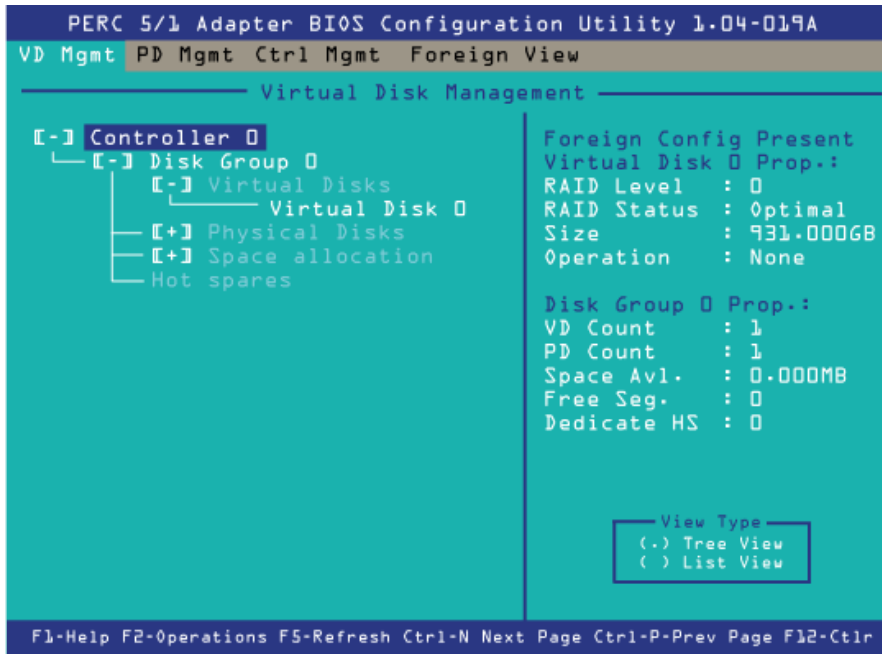 PERC 5/1 Adapter BIOS Configuration Utility 1.04-019A
VD Mgmt PD Mgmt Ctrl Mgmt Foreign View
Virtual Disk Management
[-] Controller 0
[-] Disk Group 0
[-] Virtual Disks
Virtual Disk 0
[+] Physical Disks
[+] Space allocation
Hot spares
Foreign Config Present
Virtual Disk 0 Prop.:
RAID Level : 0
RAID Status : Optimal
Size : 931.000GB
Operation : None
Disk Group 0 Prop.:
VD Count : 1
PD Count : 1
Space Avl. : 0.000MB
Free Seg. : 0
Dedicate HS : 0
View Type
(.) Tree View
( ) List View
F1-Help F2-Operations F5-Refresh Ctrl-N Next Page Ctrl-P-Prev Page F12-Ctlr